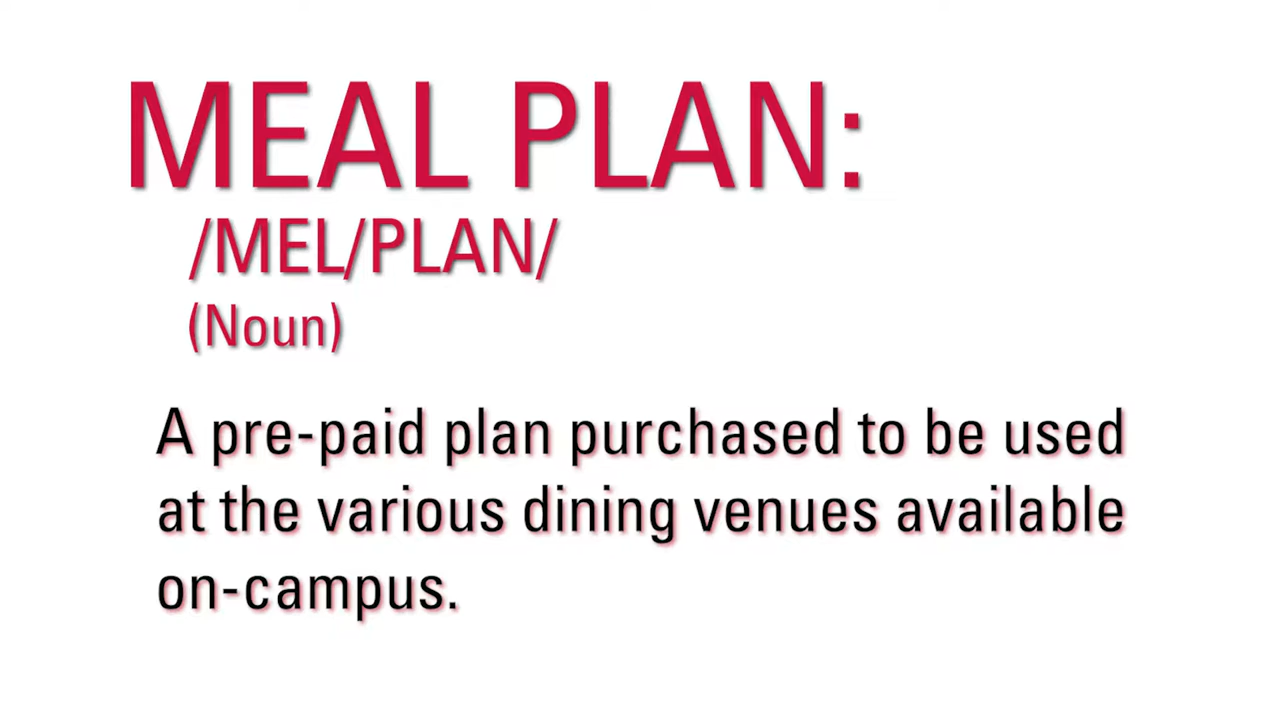 MEAL PLAN:
/MEL/PLAN/
(Noun)
A pre-paid plan purchased to be used
at the various dining venues available
on-campus.